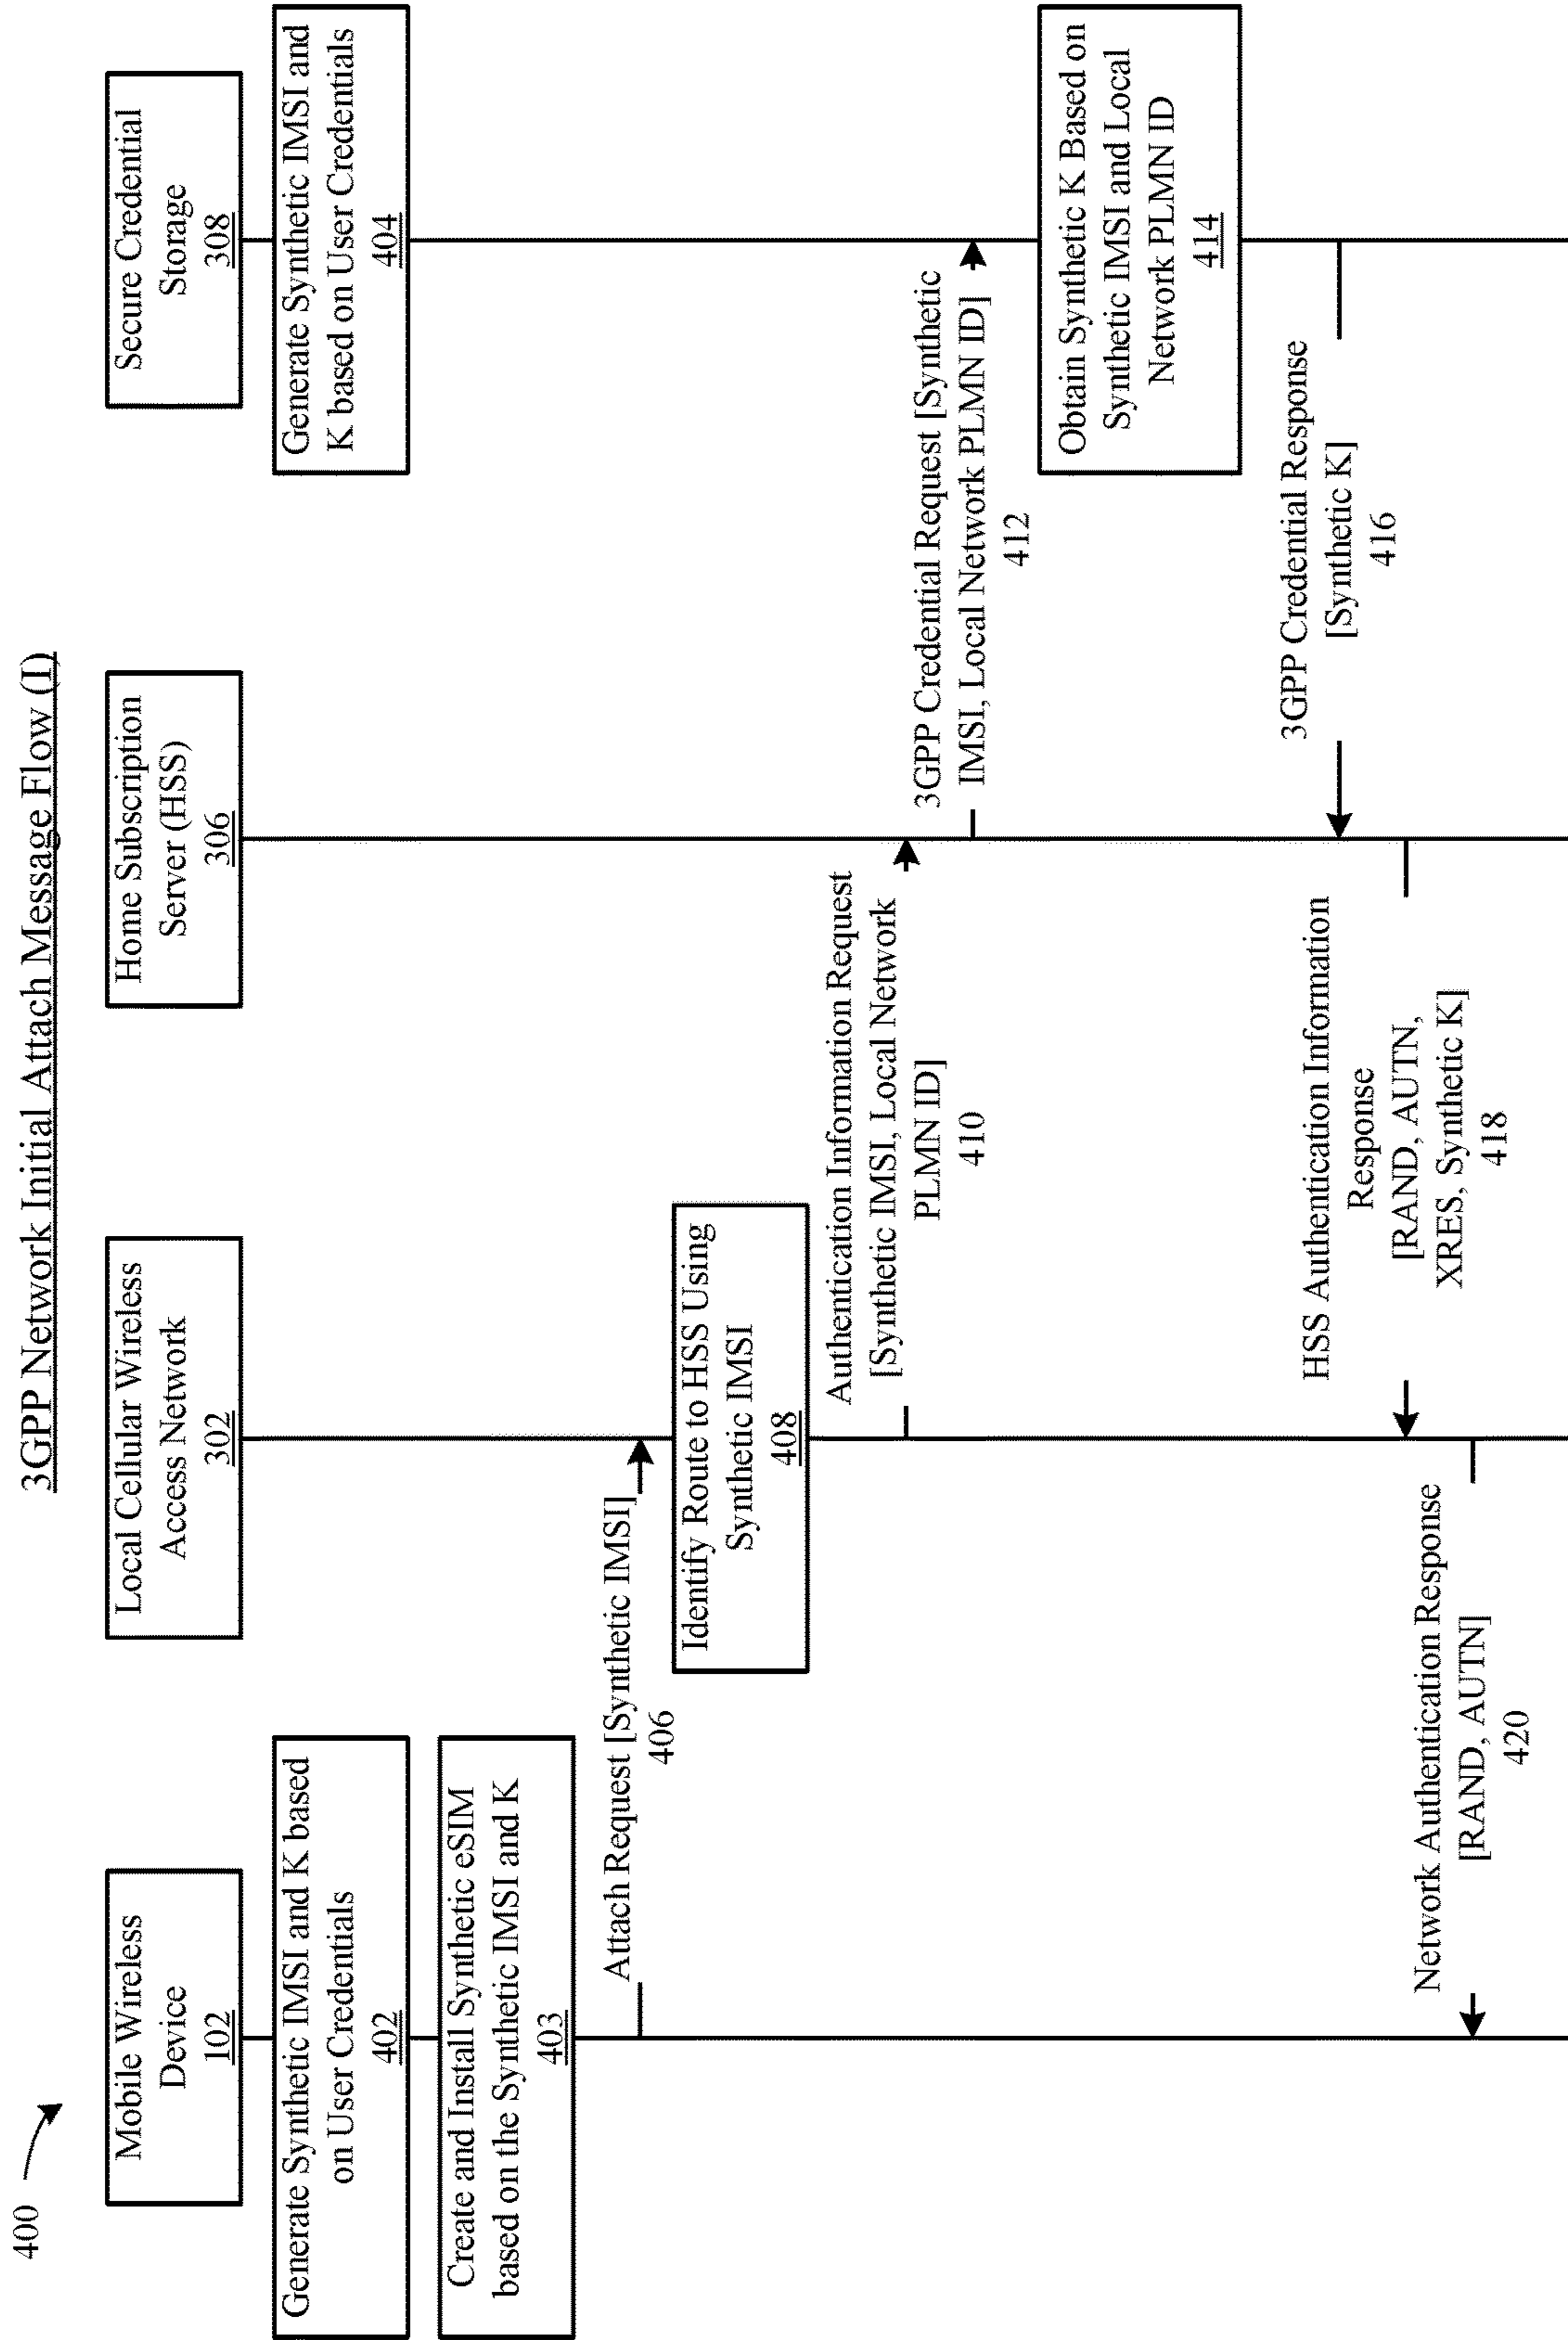 400
3GPP Network Initial Attach Message Flow (I)
Mobile Wireless
Device
102
Local Cellular Wireless
Access Network
302
Home Subscription
Server (HSS)
306
Secure Credential
Storage
308
Generate Synthetic IMSI and K based
on User Credentials
402
Generate Synthetic IMSI and
K based on User Credentials
404
Create and Install Synthetic eSIM
based on the Synthetic IMSI and K
403
Attach Request [Synthetic IMSI]
406
Identify Route to HSS Using
Synthetic IMSI
408
Authentication Information Request
[Synthetic IMSI, Local Network
PLMN ID]
410
3GPP Credential Request [Synthetic
IMSI, Local Network PLMN ID]
412
Obtain Synthetic K Based on
Synthetic IMSI and Local
Network PLMN ID
414
3GPP Credential Response
[Synthetic K]
416
HSS Authentication Information
Response
[RAND, AUTN,
XRES, Synthetic K]
418
Network Authentication Response
[RAND, AUTN]
420